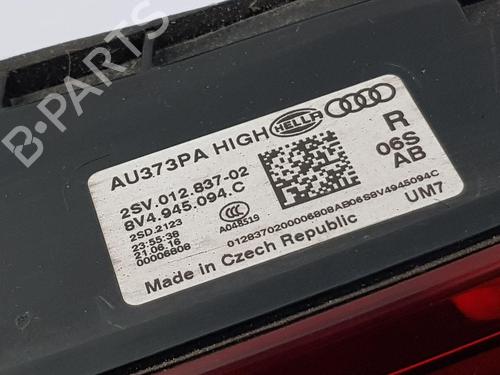 B-PARTS
AU373PA HIGH HELLA R
2SV.012.837-02 06S
8V4.945.094.C AB
2SD.2123
23:55:38 A048519
21.06.16 0128370200006808AB06S8V4945094C
00006808 UM7
Made in Czech Republic